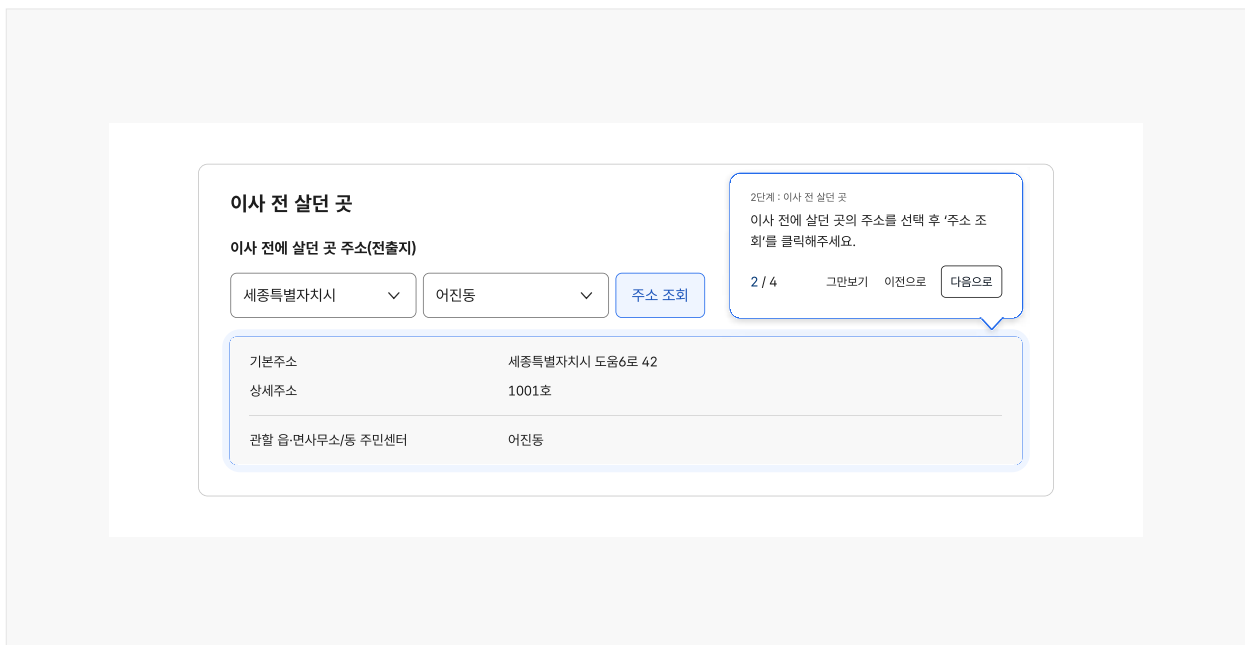 이사 전 살던 곳
이사 전에 살던 곳 주소(전출지)
세종특별자치시
어진동
주소 조회
2단계 : 이사 전 살던 곳
이사 전에 살던 곳의 주소를 선택 후 ‘주소 조
회’를 클릭해주세요.
2 / 4
그만보기
이전으로
다음으로
기본주소 세종특별자치시 도움6로 42
상세주소 1001호
관할 읍·면사무소/동 주민센터 어진동